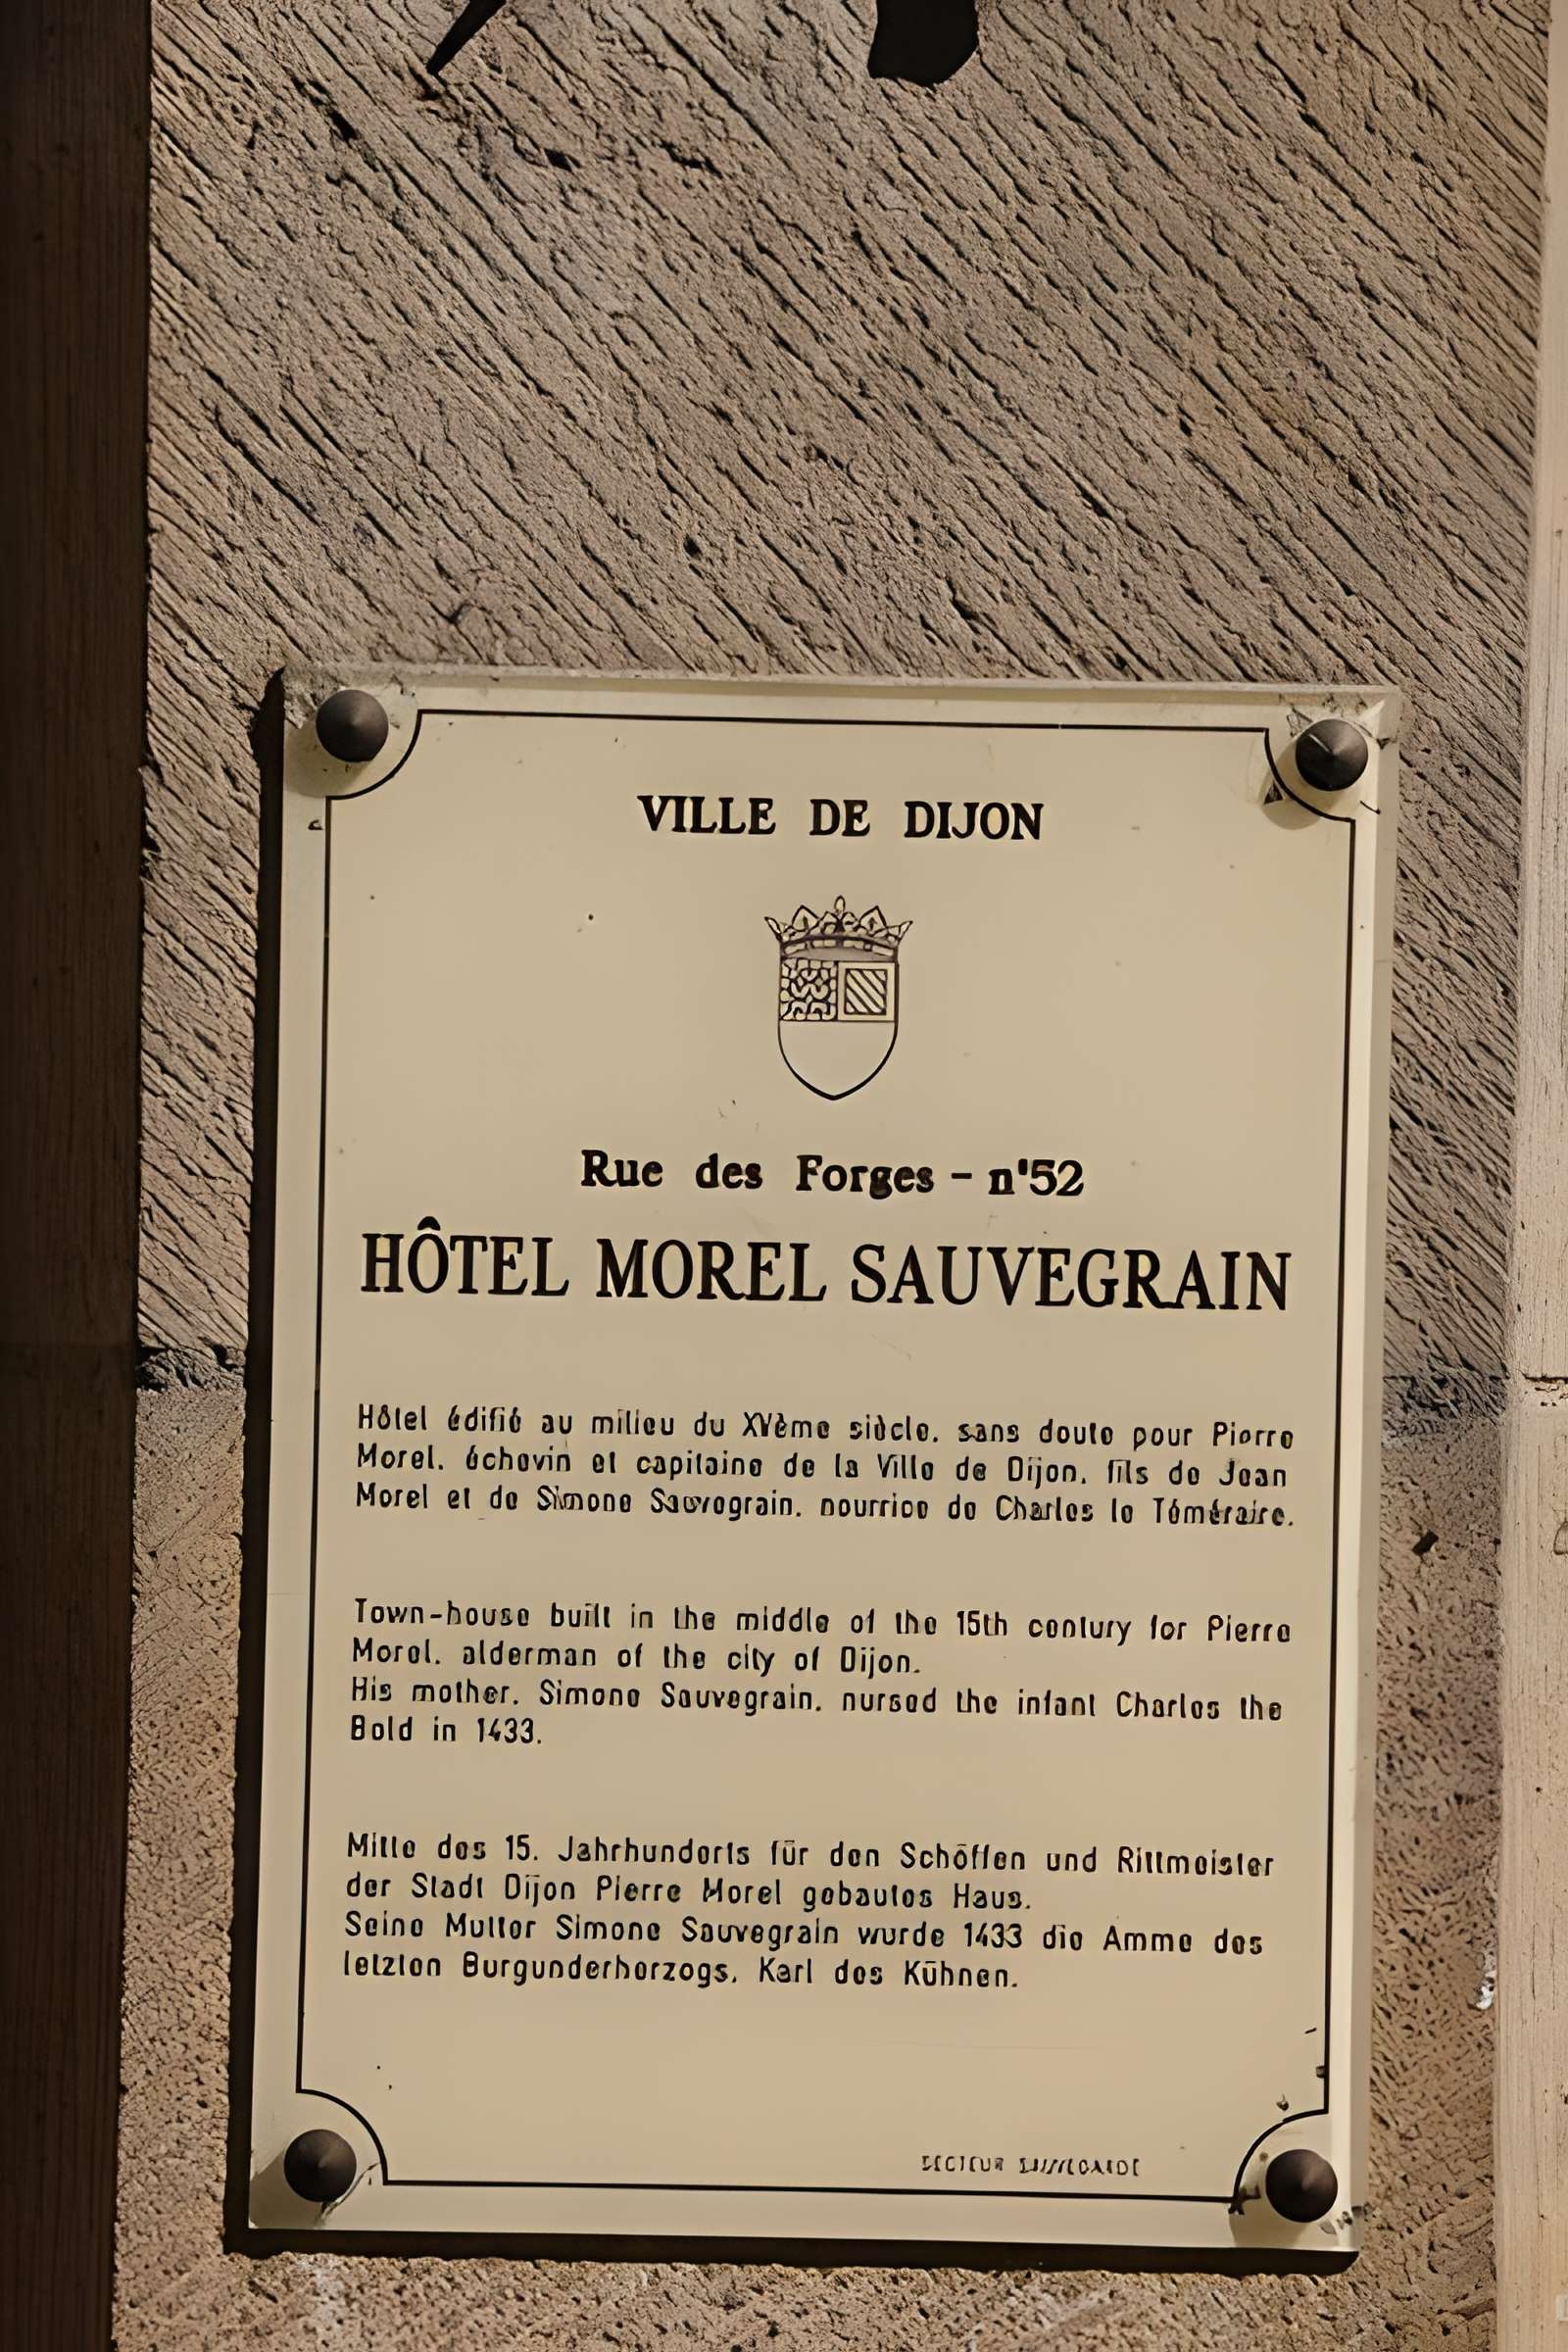 VILLE DE DIJON
Rue des Forges - n°52
HÔTEL MOREL SAUVEGRAIN
Hôtel édifié au milieu du XVème siècle, sans doute pour Pierre
Morel, échevin et capitaine de la Ville de Dijon, fils de Jean
Morel et de Simone Sauvegrain, nourrice de Charles le Téméraire.
Town-house built in the middle of the 15th century for Pierre
Morel, alderman of the city of Dijon.
His mother, Simone Sauvegrain, nursed the infant Charles the
Bold in 1433.
Mitte des 15. Jahrhunderts für den Schöffen und Rittmeister
der Stadt Dijon Pierre Morel gebautes Haus.
Seine Mutter Simone Sauvegrain wurde 1433 die Amme des
letzten Burgunderherzogs, Karl des Kühnen.
SECTEUR SAUVEGARDE